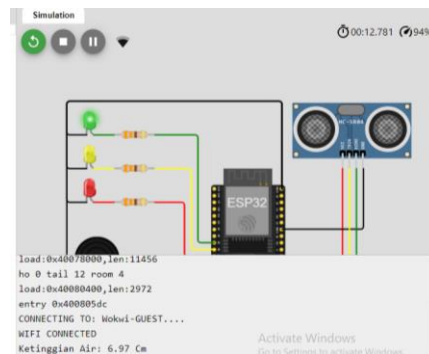 Simulation
00:12.781 94%
HC-SR04
ESP32
load:0x40078000,len:11456
ho 0 tail 12 room 4
load:0x40080400,len:2972
entry 0x400805dc
CONNECTING TO: Wokwi-GUEST....
WIFI CONNECTED
Ketinggian Air: 6.97 Cm
Activate Windows
Go to Settings to activate Windows.